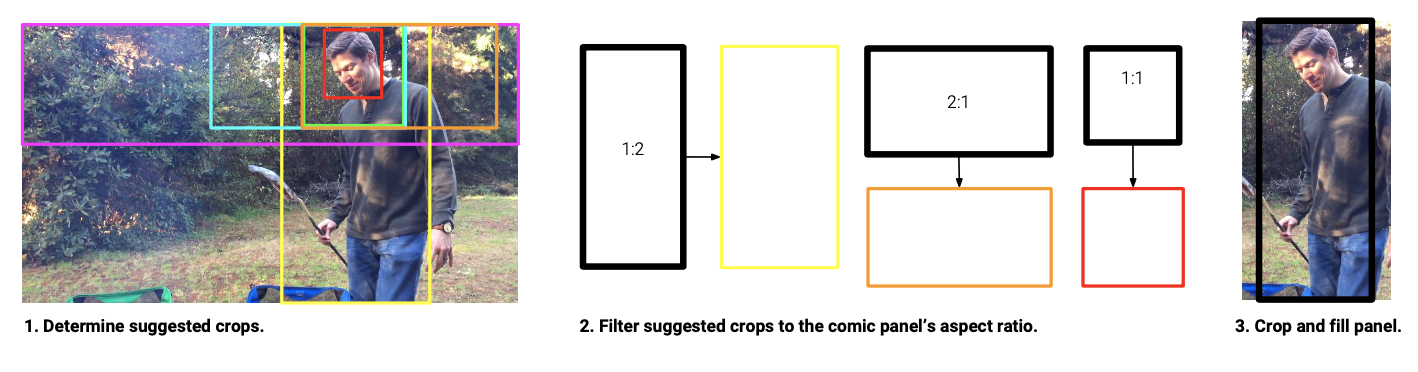 1:2
2:1
1:1
1. Determine suggested crops.
2. Filter suggested crops to the comic panel’s aspect ratio.
3. Crop and fill panel.